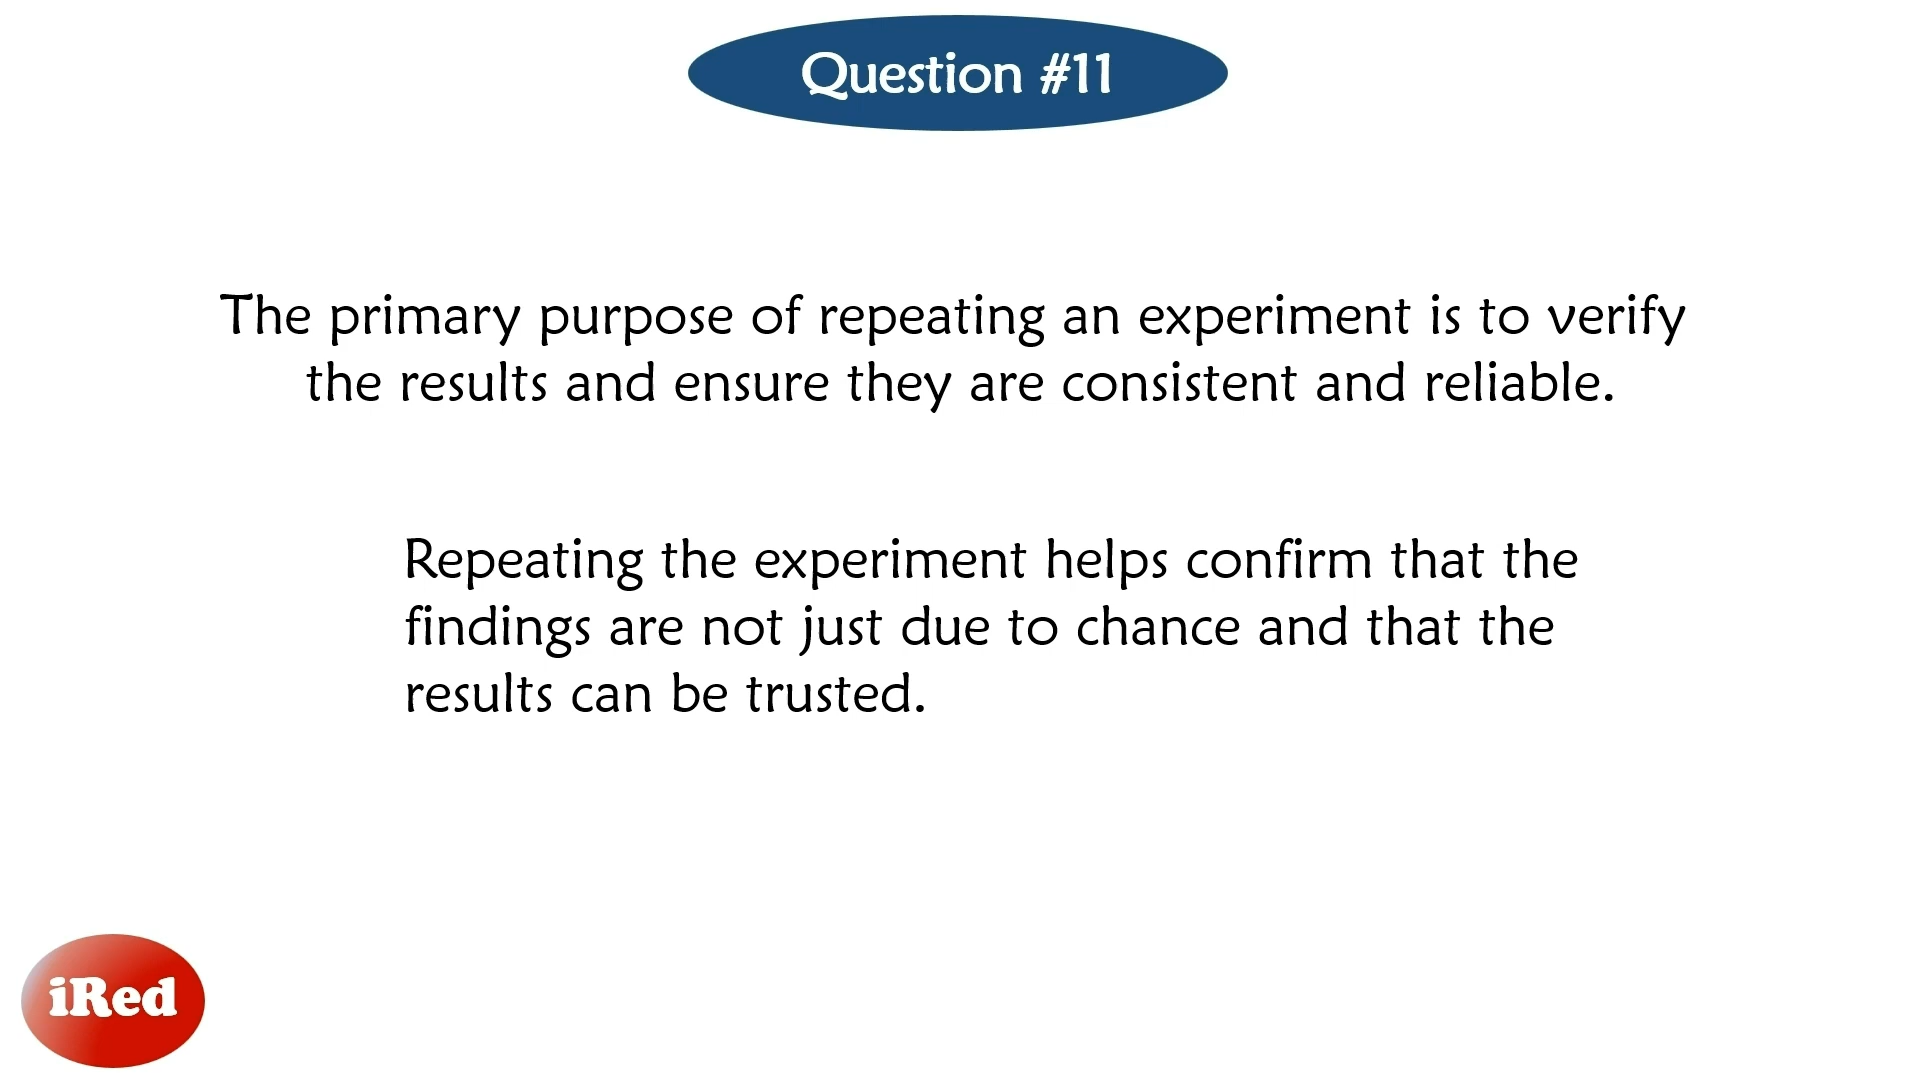 Question #11
The primary purpose of repeating an experiment is to verify
the results and ensure they are consistent and reliable.
Repeating the experiment helps confirm that the
findings are not just due to chance and that the
results can be trusted.
iRed